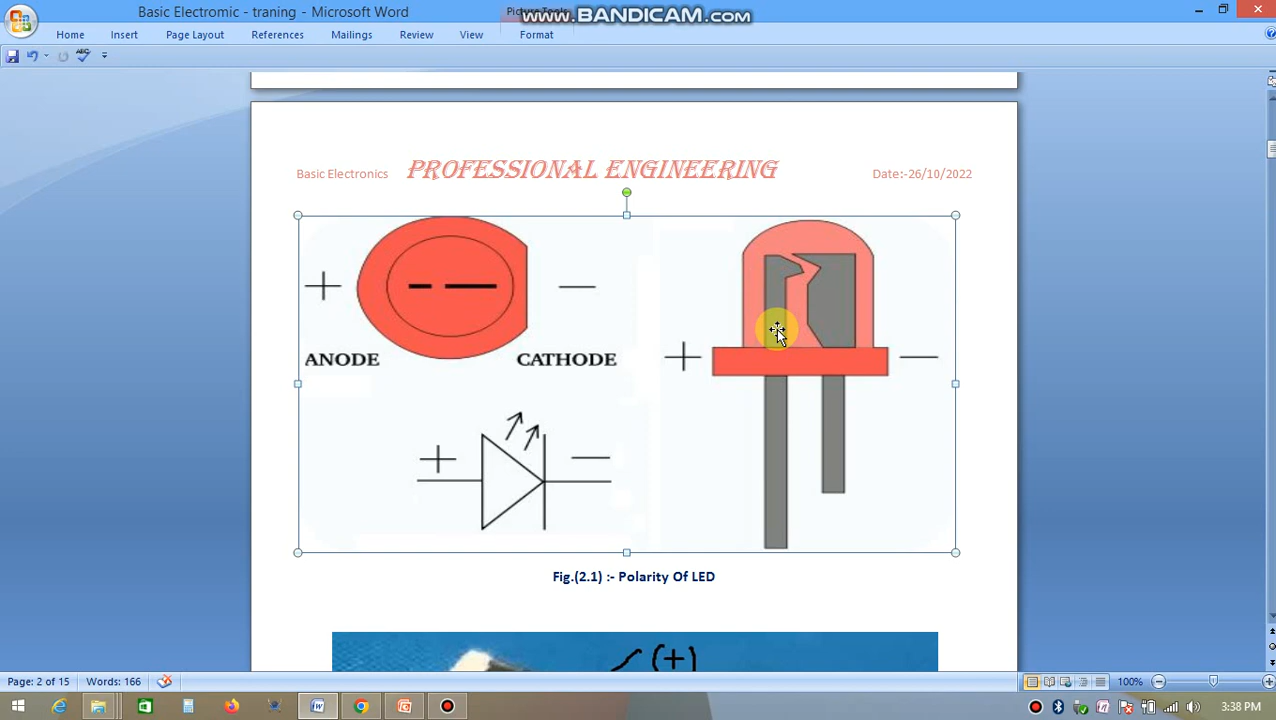 Basic Electromic - traning - Microsoft Word
www.BANDICAM.com
Home Insert Page Layout References Mailings Review View Format
Basic Electronics PROFESSIONAL ENGINEERING Date:-26/10/2022
+ — + —
ANODE CATHODE
+ —
Fig.(2.1) :- Polarity Of LED
(+)
Page 2 of 15 Words: 166 100%
3:38 PM